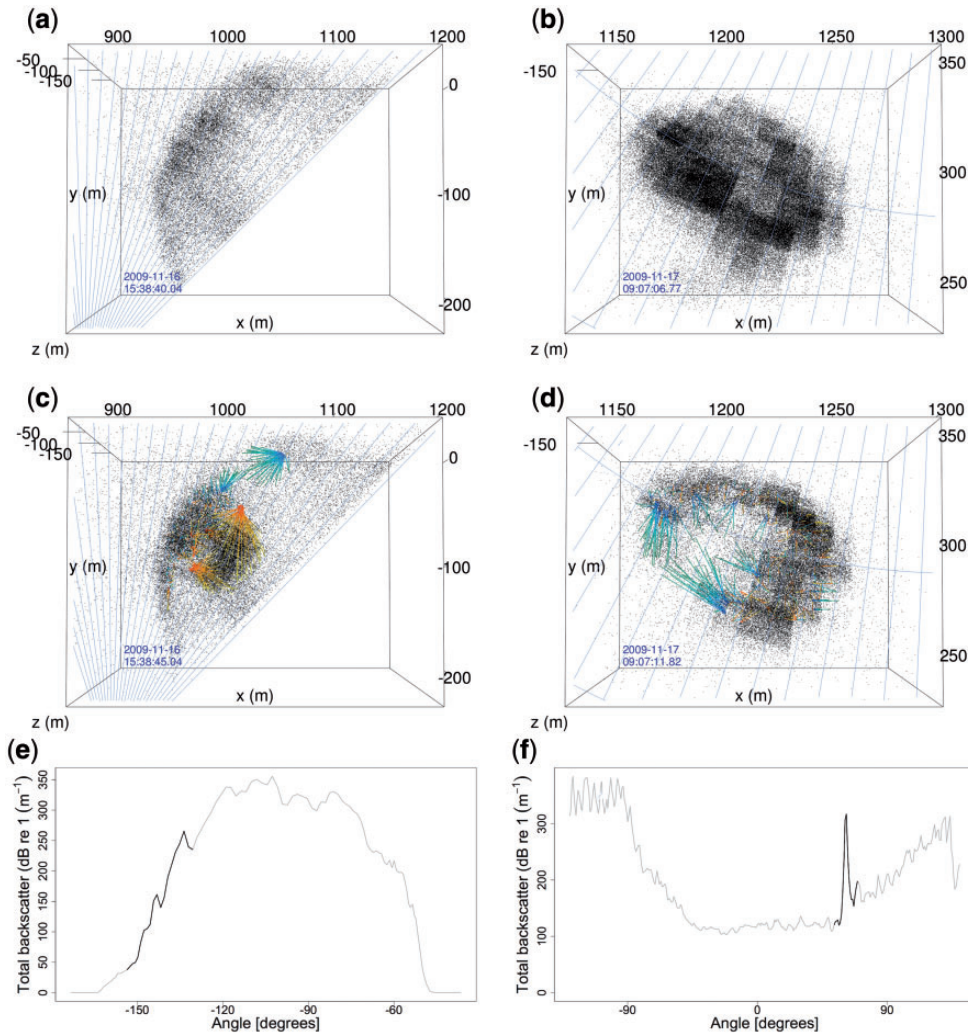 (a)
900 1000 1100 1200
-50
-100
-150
0
y (m)
-100
2009-11-16
15:38:40.04
-200
x (m)
z (m)
(b)
1150 1200 1250 1300
-150
350
y (m)
300
2009-11-17
09:07:06.77
250
x (m)
z (m)
(c)
900 1000 1100 1200
-50
-100
-150
0
y (m)
-100
2009-11-16
15:38:45.04
-200
x (m)
z (m)
(d)
1150 1200 1250 1300
-150
350
y (m)
300
2009-11-17
09:07:11.82
250
x (m)
z (m)
(e)
Total backscatter (dB re 1 (m⁻¹)
350
300
250
200
150
100
50
0
-150 -120 -90 -60
Angle [degrees]
(f)
Total backscatter (dB re 1 (m⁻¹)
300
200
100
0
-90 0 90
Angle [degrees]